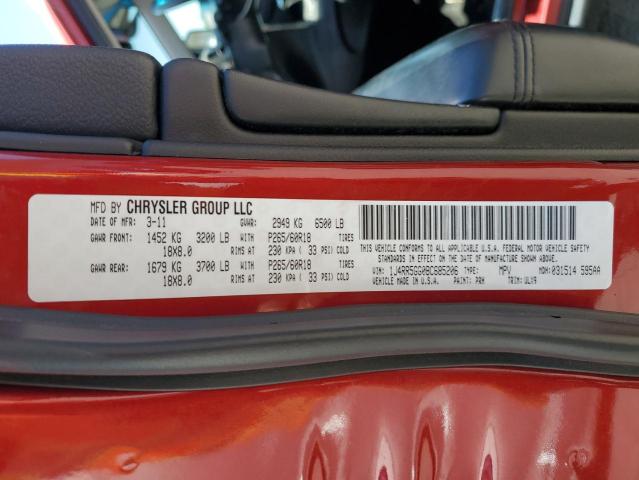 MFD BY CHRYSLER GROUP LLC
DATE OF MFR: 3-11 GVWR: 2949 KG 6500 LB
GAWR FRONT: 1452 KG 3200 LB WITH P265/60R18 TIRES
18X8.0 RIMS AT 230 KPA ( 33 PSI) COLD
GAWR REAR: 1679 KG 3700 LB WITH P265/60R18 TIRES
18X8.0 RIMS AT 230 KPA ( 33 PSI) COLD
THIS VEHICLE CONFORMS TO ALL APPLICABLE U.S.A. FEDERAL MOTOR VEHICLE SAFETY
STANDARDS IN EFFECT ON THE DATE OF MANUFACTURE SHOWN ABOVE.
VIN: 1J4RR5GG0BC685206 TYPE: MPV MDH: 031514 595AA
VEHICLE MADE IN U.S.A. PAINT: PRH TRIM: ULX9